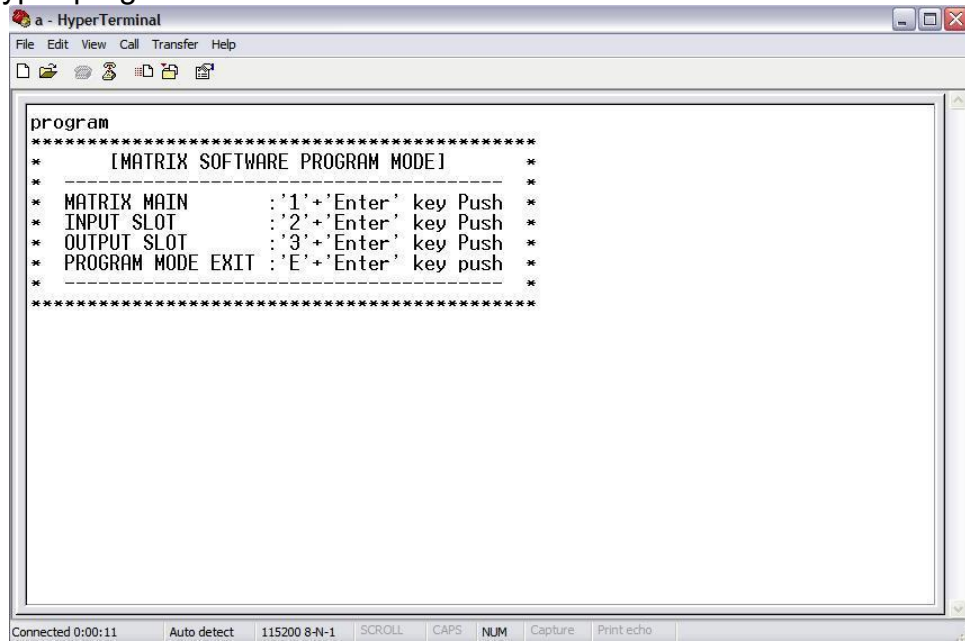 a - HyperTerminal
File Edit View Call Transfer Help
program
*********************************************
* [MATRIX SOFTWARE PROGRAM MODE] *
* --------------------------------------- *
* MATRIX MAIN :'1'+'Enter' key Push *
* INPUT SLOT :'2'+'Enter' key Push *
* OUTPUT SLOT :'3'+'Enter' key Push *
* PROGRAM MODE EXIT :'E'+'Enter' key push *
* --------------------------------------- *
*********************************************
Connected 0:00:11 Auto detect 115200 8-N-1 SCROLL CAPS NUM Capture Print echo